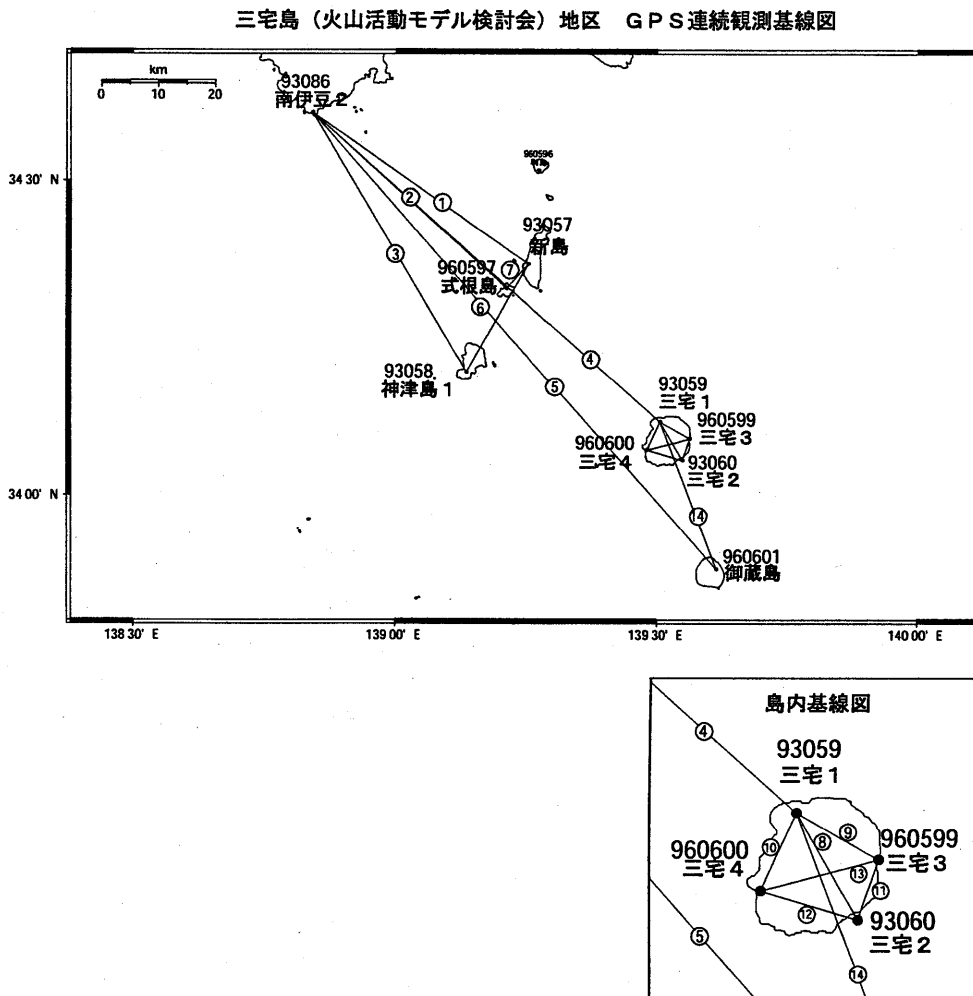 三宅島（火山活動モデル検討会）地区　ＧＰＳ連続観測基線図
km
0 10 20
93086
南伊豆２
960596
34 30' N
①
②
③
93057
新島
960597
式根島
⑦
⑥
④
⑤
93058
神津島１
93059
三宅１
960599
三宅３
960600
三宅４
93060
三宅２
34 00' N
⑭
960601
御蔵島
138 30' E
139 00' E
139 30' E
140 00' E
島内基線図
④
93059
三宅１
⑨
⑧
⑩
960599
三宅３
960600
三宅４
⑬
⑪
⑫
93060
三宅２
⑤
⑭